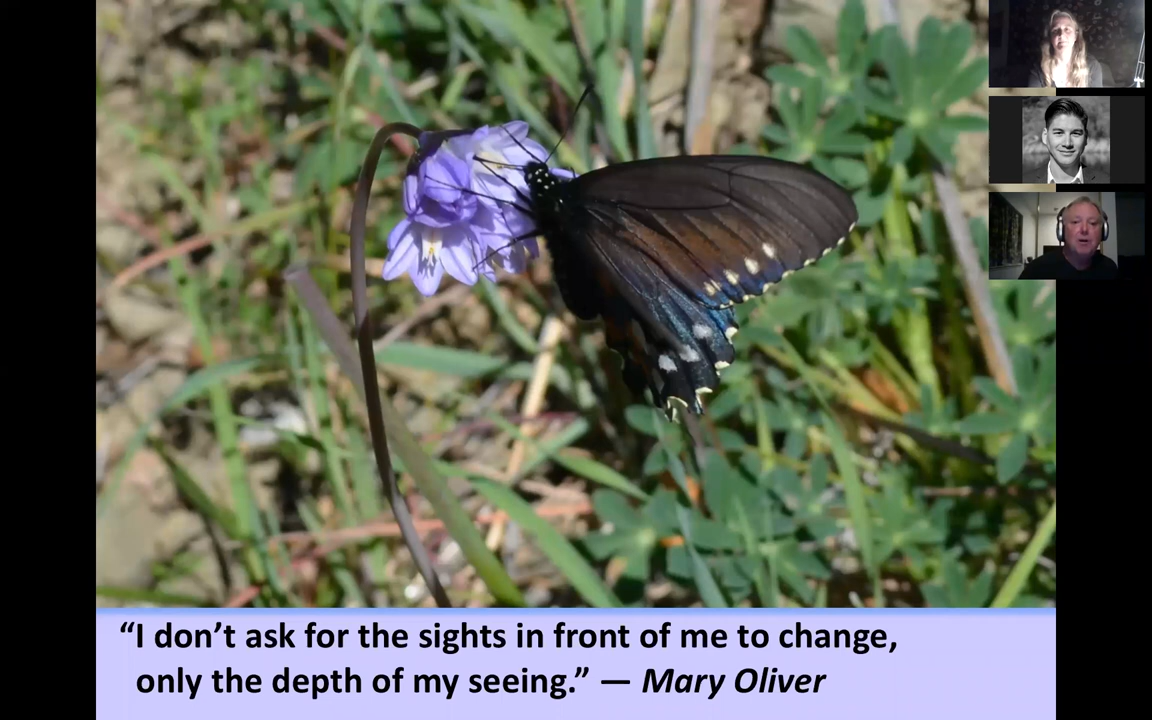 “I don’t ask for the sights in front of me to change,
only the depth of my seeing.” — Mary Oliver